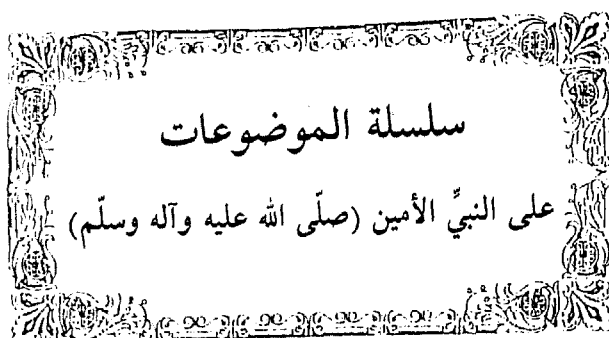 سلسلة الموضوعات
على النبيِّ الأمين (صلّى الله عليه وآله وسلّم)